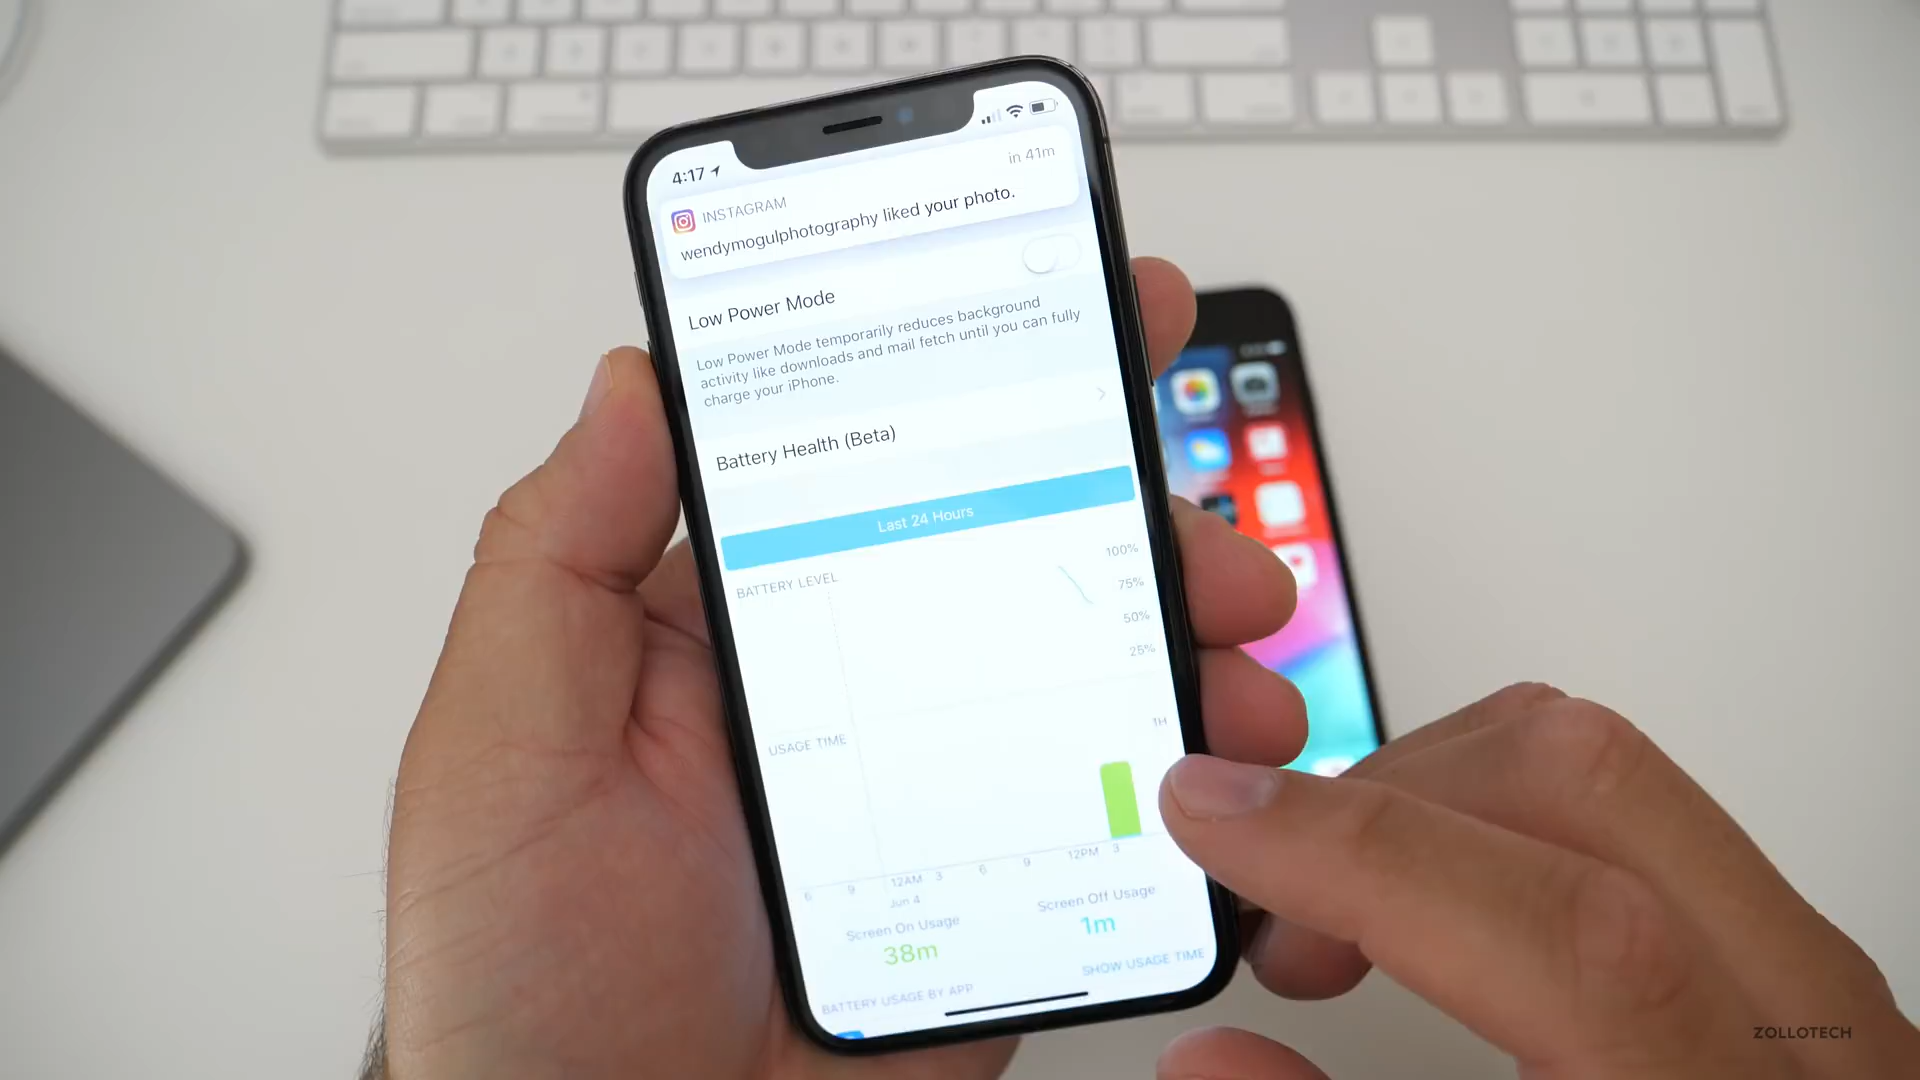 4:17
in 41m
INSTAGRAM
wendymogulphotography liked your photo.
Low Power Mode
Low Power Mode temporarily reduces background
activity like downloads and mail fetch until you can fully
charge your iPhone.
Battery Health (Beta)
Last 24 Hours
BATTERY LEVEL
100%
75%
50%
25%
USAGE TIME
1H
6 9 12AM 3 6 9 12PM 3
Jun 4
Screen On Usage
38m
Screen Off Usage
1m
BATTERY USAGE BY APP
SHOW USAGE TIME
ZOLLOTECH